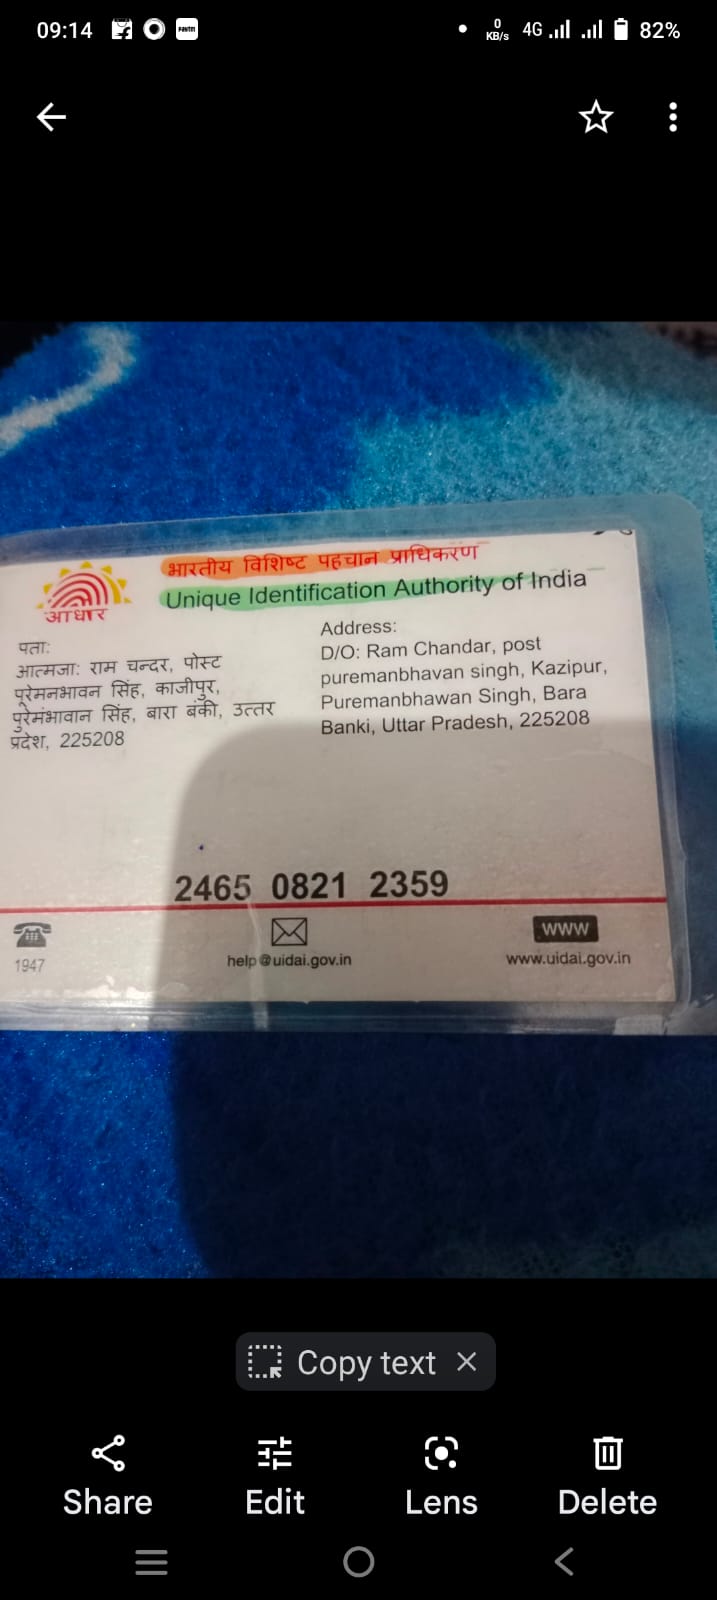 09:14
0
KB/s
4G
82%
भारतीय विशिष्ट पहचान प्राधिकरण
Unique Identification Authority of India
आधार
पता:
आत्मजा: राम चन्दर, पोस्ट
पूरेमनभावन सिंह, काजीपुर,
पुरेमंभावान सिंह, बारा बंकी, उत्तर
प्रदेश, 225208
Address:
D/O: Ram Chandar, post
puremanbhavan singh, Kazipur,
Puremanbhawan Singh, Bara
Banki, Uttar Pradesh, 225208
2465 0821 2359
1947
help@uidai.gov.in
www
www.uidai.gov.in
Copy text
Share
Edit
Lens
Delete